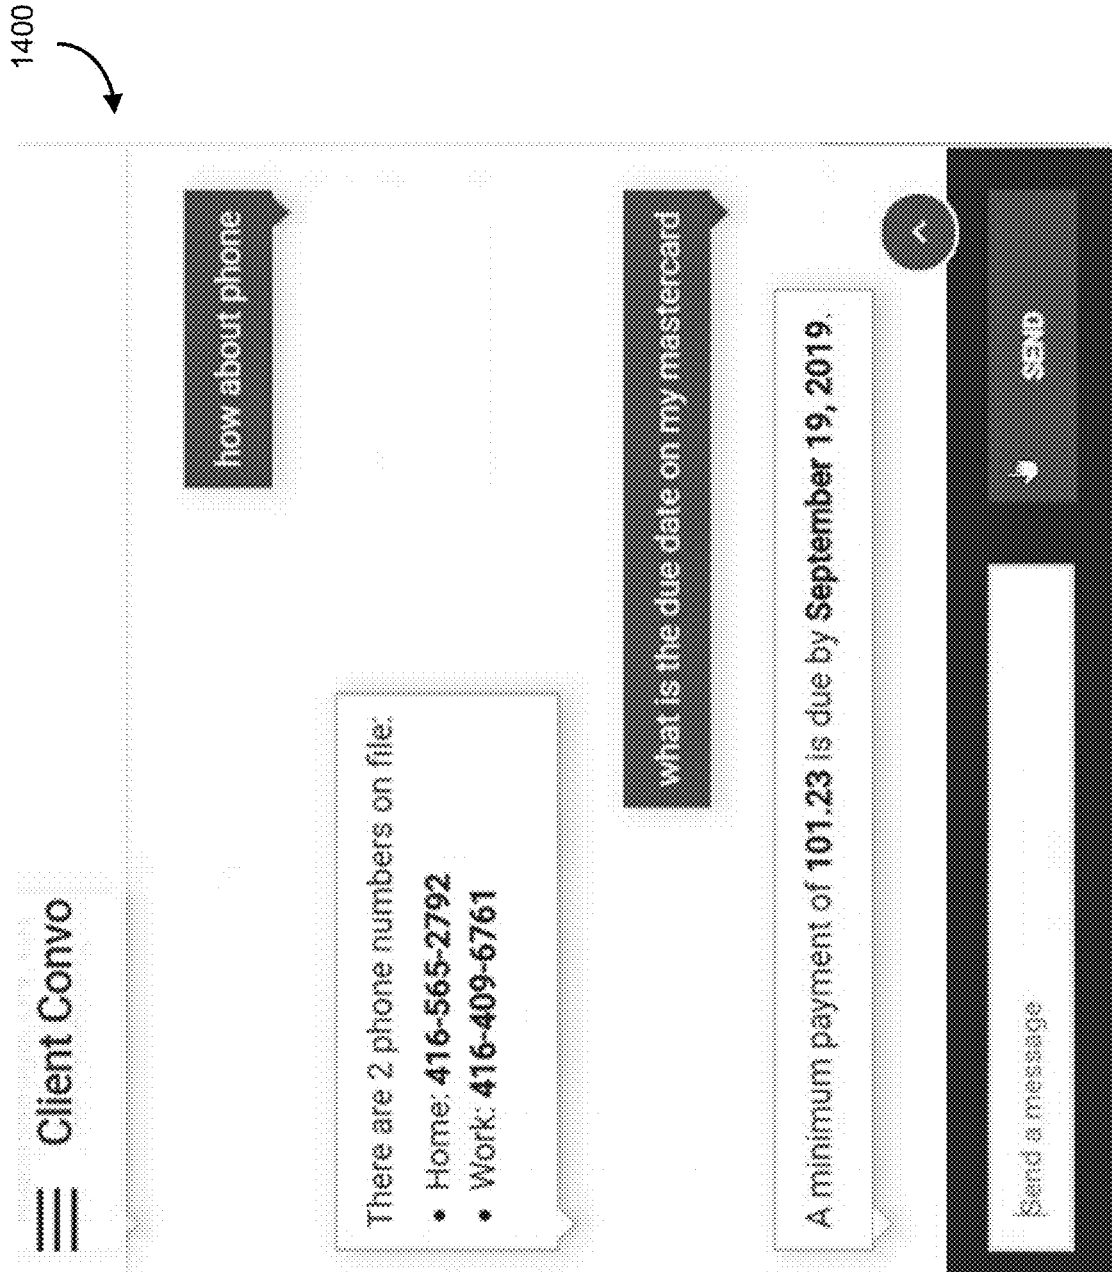 1400
Client Convo
how about phone
There are 2 phone numbers on file:
• Home: 416-565-2792
• Work: 416-409-6761
what is the due date on my mastercard
A minimum payment of 101.23 is due by September 19, 2019.
Send a message
SEND